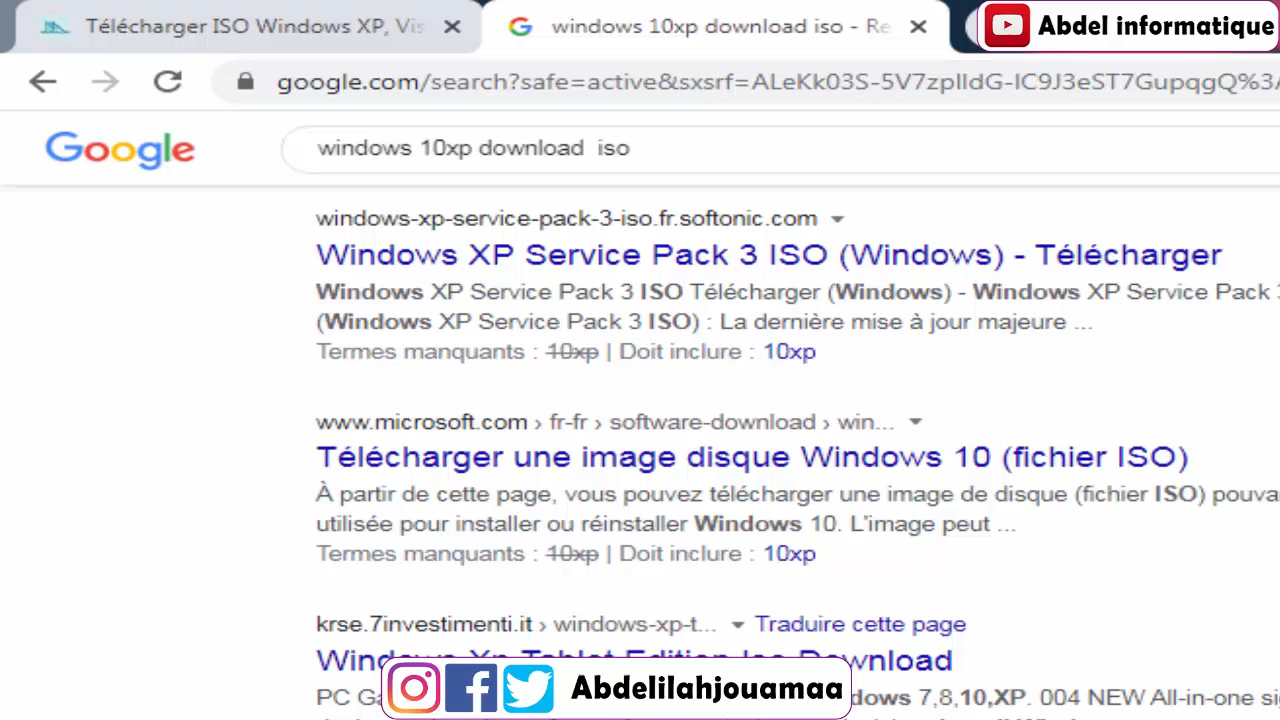 Télécharger ISO Windows XP, Vis
windows 10xp download iso - Re
Abdel informatique
google.com/search?safe=active&sxsrf=ALeKk03S-5V7zplldG-IC9J3eST7GupqgQ%3A
Google
windows 10xp download iso
windows-xp-service-pack-3-iso.fr.softonic.com
Windows XP Service Pack 3 ISO (Windows) - Télécharger
Windows XP Service Pack 3 ISO Télécharger (Windows) - Windows XP Service Pack 3
(Windows XP Service Pack 3 ISO) : La dernière mise à jour majeure ...
Termes manquants : 10xp | Doit inclure : 10xp
www.microsoft.com › fr-fr › software-download › win...
Télécharger une image disque Windows 10 (fichier ISO)
À partir de cette page, vous pouvez télécharger une image de disque (fichier ISO) pouva
utilisée pour installer ou réinstaller Windows 10. L'image peut ...
Termes manquants : 10xp | Doit inclure : 10xp
krse.7investimenti.it › windows-xp-t... Traduire cette page
Windows Xp Tablet Edition Iso Download
PC Ga dows 7,8,10,XP. 004 NEW All-in-one si
Abdelilahjouamaa